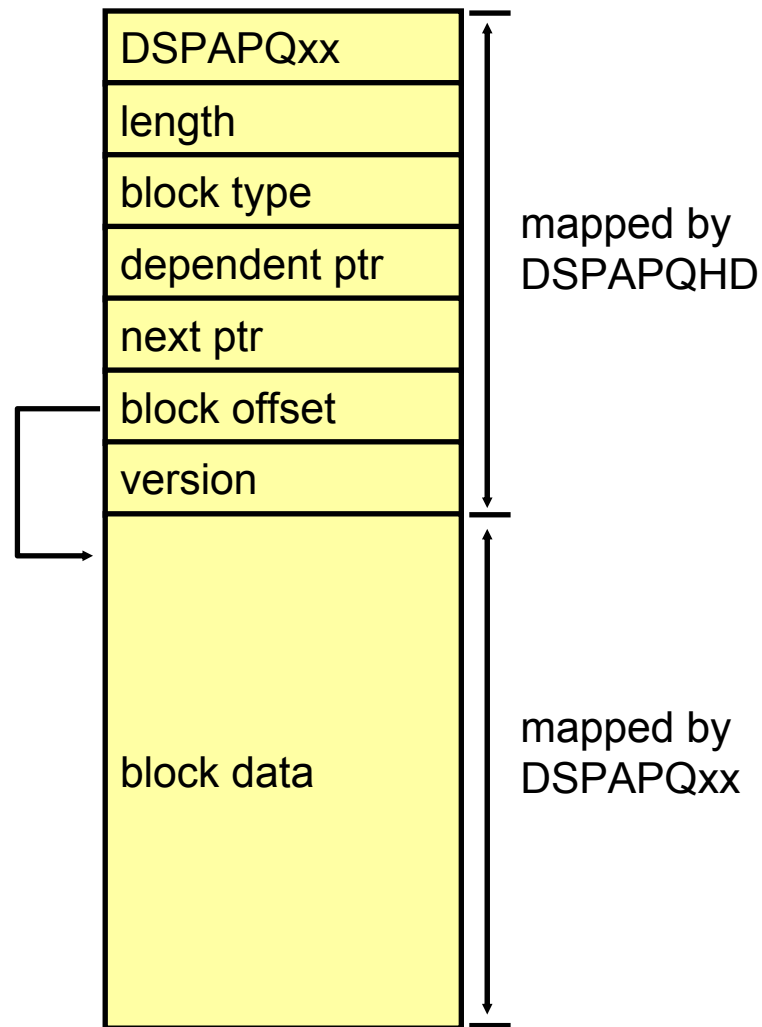 DSPAPQxx
length
block type
dependent ptr
next ptr
block offset
version
mapped by
DSPAPQHD
block data
mapped by
DSPAPQxx